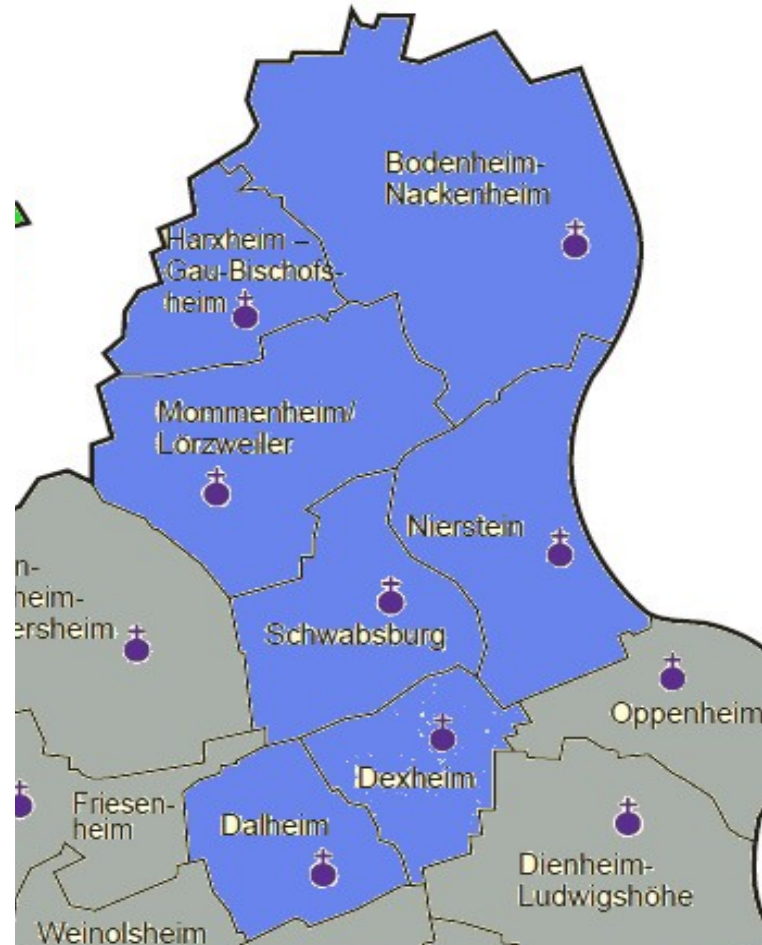 Bodenheim-
Nackenheim
Harxheim –
Gau-Bischofs-
heim
Mommenheim/
Lörzweiler
Nierstein
n-
heim-
ersheim
Schwabsburg
Oppenheim
Dexheim
Friesen-
heim
Dalheim
Dienheim-
Ludwigshöhe
Weinolsheim